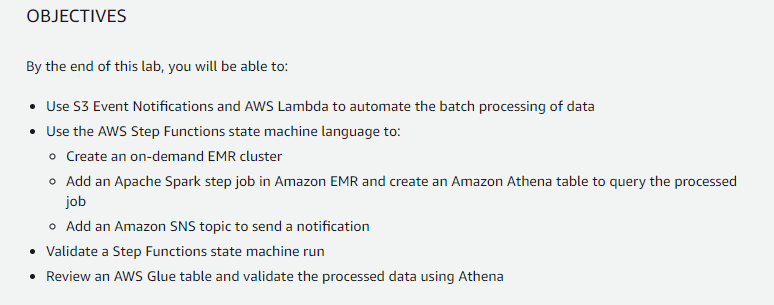 OBJECTIVES
By the end of this lab, you will be able to:
• Use S3 Event Notifications and AWS Lambda to automate the batch processing of data
• Use the AWS Step Functions state machine language to:
◦ Create an on-demand EMR cluster
◦ Add an Apache Spark step job in Amazon EMR and create an Amazon Athena table to query the processed
job
◦ Add an Amazon SNS topic to send a notification
• Validate a Step Functions state machine run
• Review an AWS Glue table and validate the processed data using Athena